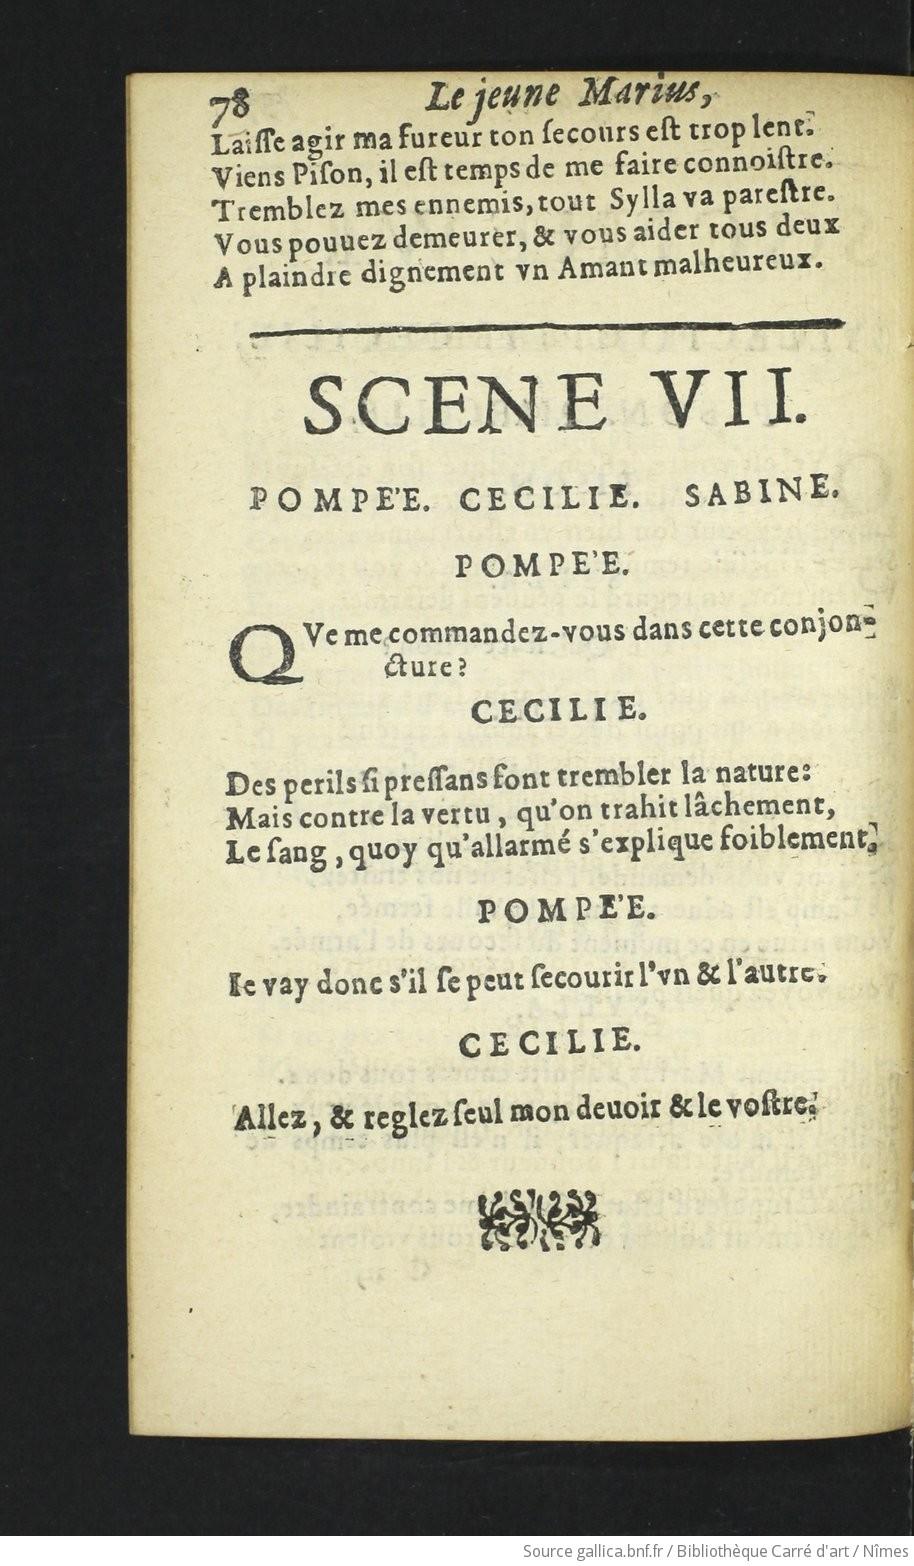 78 Le jeune Marius,
Laiſſe agir ma fureur ton ſecours eſt trop lent.
Viens Piſon, il eſt temps de me faire connoiſtre.
Tremblez mes ennemis, tout Sylla va pareſtre.
Vous pouuez demeurer, & vous aider tous deux
A plaindre dignement vn Amant malheureux.
SCENE VII.
POMPE'E. CECILIE. SABINE.
POMPE'E.
QVe me commandez-vous dans cette conjon-
cture?
CECILIE.
Des perils ſi preſſans font trembler la nature:
Mais contre la vertu, qu'on trahit lâchement,
Le ſang, quoy qu'allarmé s'explique foiblement.
POMPE'E.
Ie vay donc s'il ſe peut ſecourir l'vn & l'autre.
CECILIE.
Allez, & reglez ſeul mon deuoir & le voſtre.
Source gallica.bnf.fr / Bibliothèque Carré d'art / Nîmes